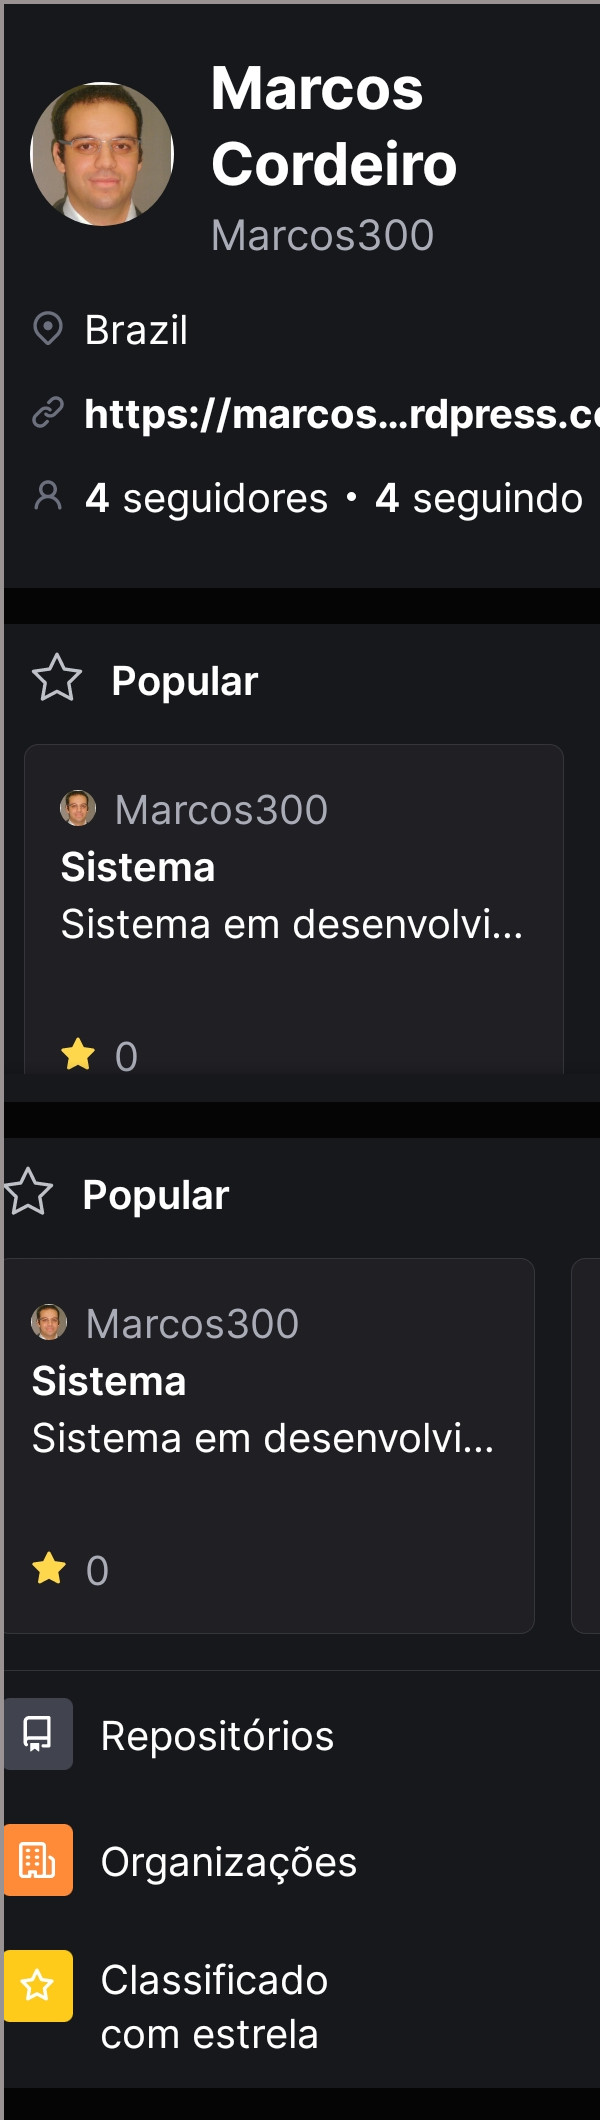 Marcos
Cordeiro
Marcos300
Brazil
https://marcos...rdpress.c
4 seguidores • 4 seguindo
Popular
Marcos300
Sistema
Sistema em desenvolvi...
0
Popular
Marcos300
Sistema
Sistema em desenvolvi...
0
Repositórios
Organizações
Classificado
com estrela